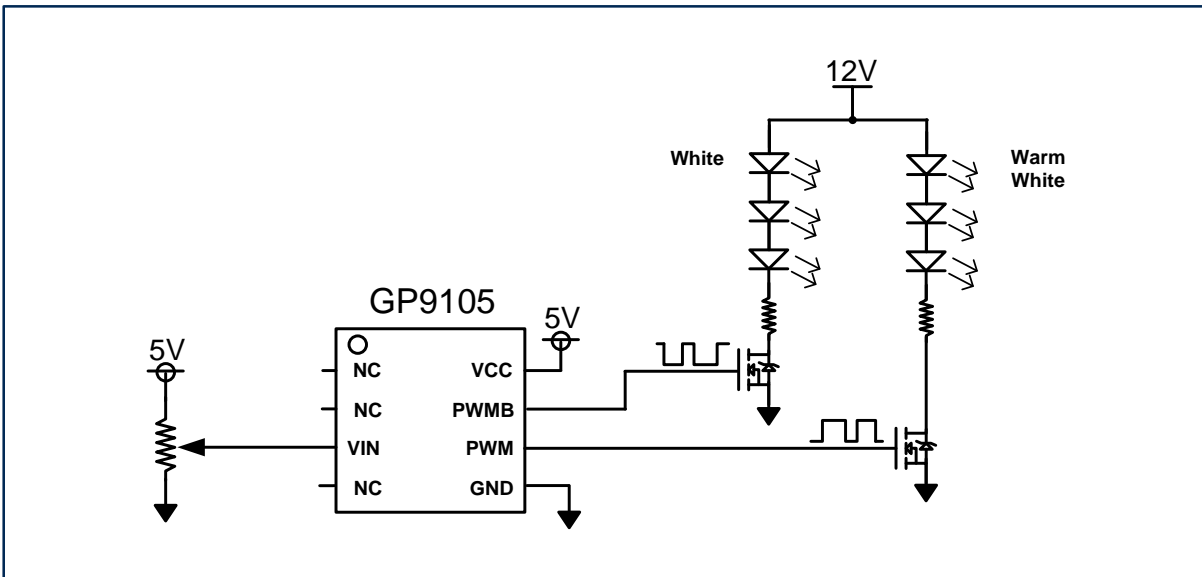 12V
White
Warm
White
GP9105
5V
5V
NC
VCC
NC
PWMB
VIN
PWM
NC
GND